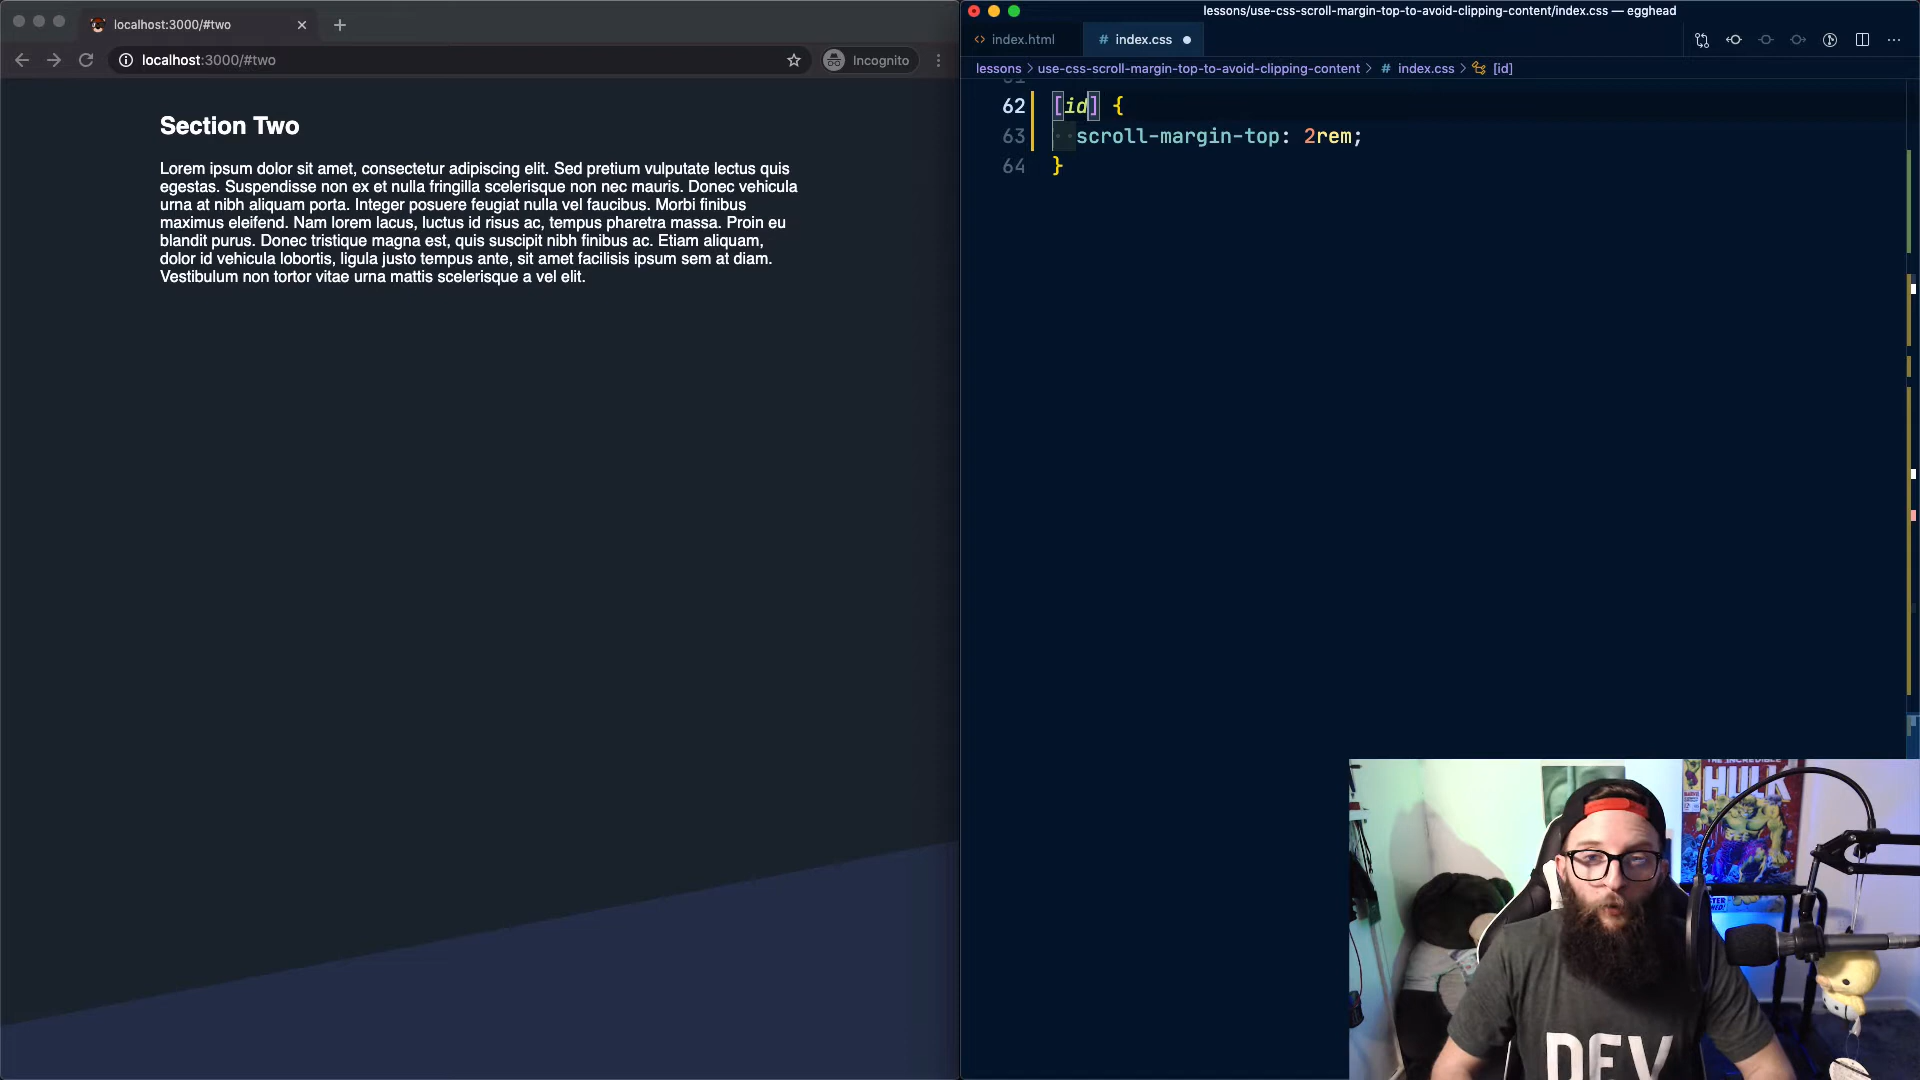 localhost:3000/#two
localhost:3000/#two
Incognito
Section Two
Lorem ipsum dolor sit amet, consectetur adipiscing elit. Sed pretium vulputate lectus quis
egestas. Suspendisse non ex et nulla fringilla scelerisque non nec mauris. Donec vehicula
urna at nibh aliquam porta. Integer posuere feugiat nulla vel faucibus. Morbi finibus
maximus eleifend. Nam lorem lacus, luctus id risus ac, tempus pharetra massa. Proin eu
blandit purus. Donec tristique magna est, quis suscipit nibh finibus ac. Etiam aliquam,
dolor id vehicula lobortis, ligula justo tempus ante, sit amet facilisis ipsum sem at diam.
Vestibulum non tortor vitae urna mattis scelerisque a vel elit.
lessons/use-css-scroll-margin-top-to-avoid-clipping-content/index.css — egghead
<> index.html # index.css
lessons > use-css-scroll-margin-top-to-avoid-clipping-content > # index.css > [id]
62 [id] {
63 scroll-margin-top: 2rem;
64 }
HULK
DEV